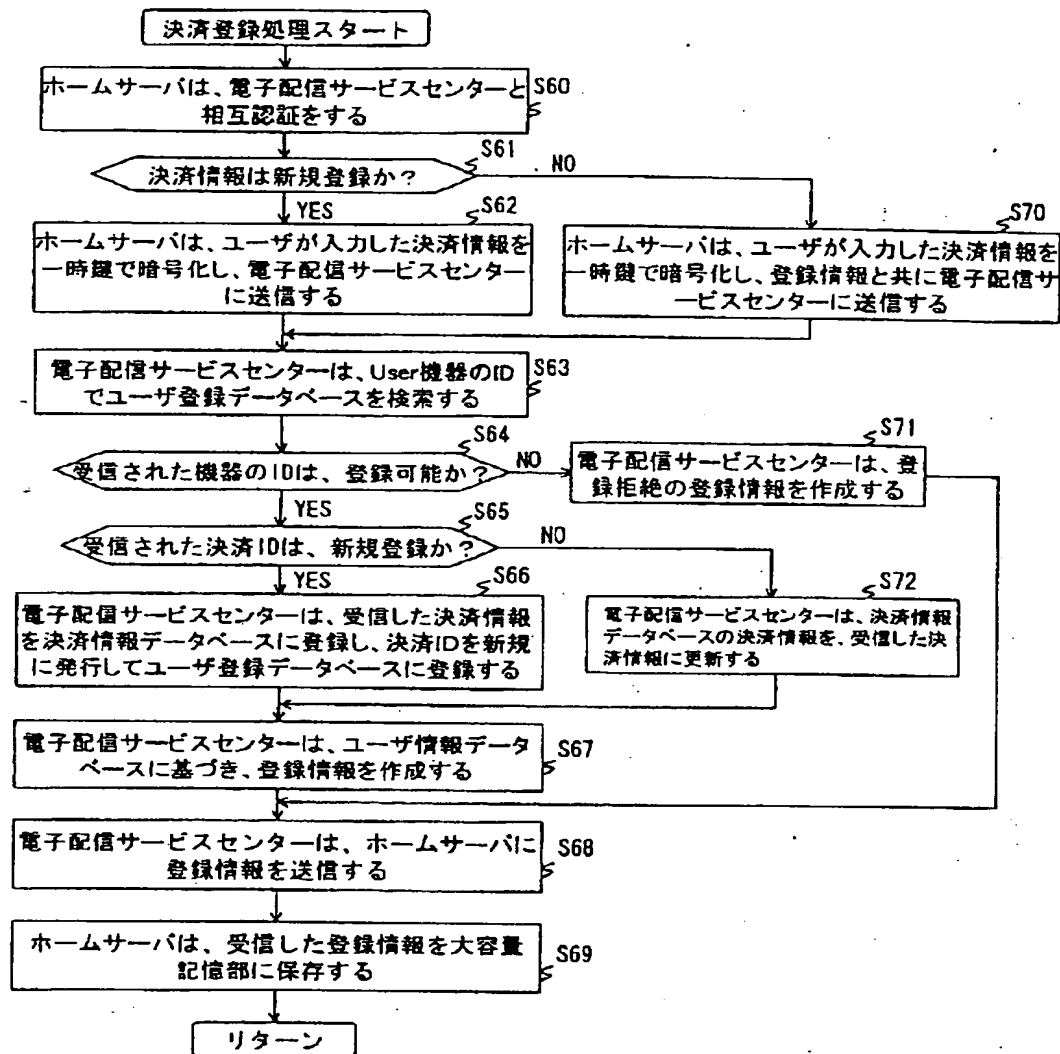 決済登録処理スタート
ホームサーバは、電子配信サービスセンターと
相互認証をする
S60
決済情報は新規登録か?
S61
NO
YES
S62
ホームサーバは、ユーザが入力した決済情報を
一時鍵で暗号化し、電子配信サービスセンター
に送信する
S70
ホームサーバは、ユーザが入力した決済情報を
一時鍵で暗号化し、登録情報と共に電子配信サ
ービスセンターに送信する
電子配信サービスセンターは、User機器のID
でユーザ登録データベースを検索する
S63
受信された機器のIDは、登録可能か?
S64
NO
S71
電子配信サービスセンターは、登
録拒絶の登録情報を作成する
YES
受信された決済IDは、新規登録か?
S65
NO
YES
S66
電子配信サービスセンターは、受信した決済情報
を決済情報データベースに登録し、決済IDを新規
に発行してユーザ登録データベースに登録する
S72
電子配信サービスセンターは、決済情報
データベースの決済情報を、受信した決
済情報に更新する
電子配信サービスセンターは、ユーザ情報データ
ベースに基づき、登録情報を作成する
S67
電子配信サービスセンターは、ホームサーバに
登録情報を送信する
S68
ホームサーバは、受信した登録情報を大容量
記憶部に保存する
S69
リターン